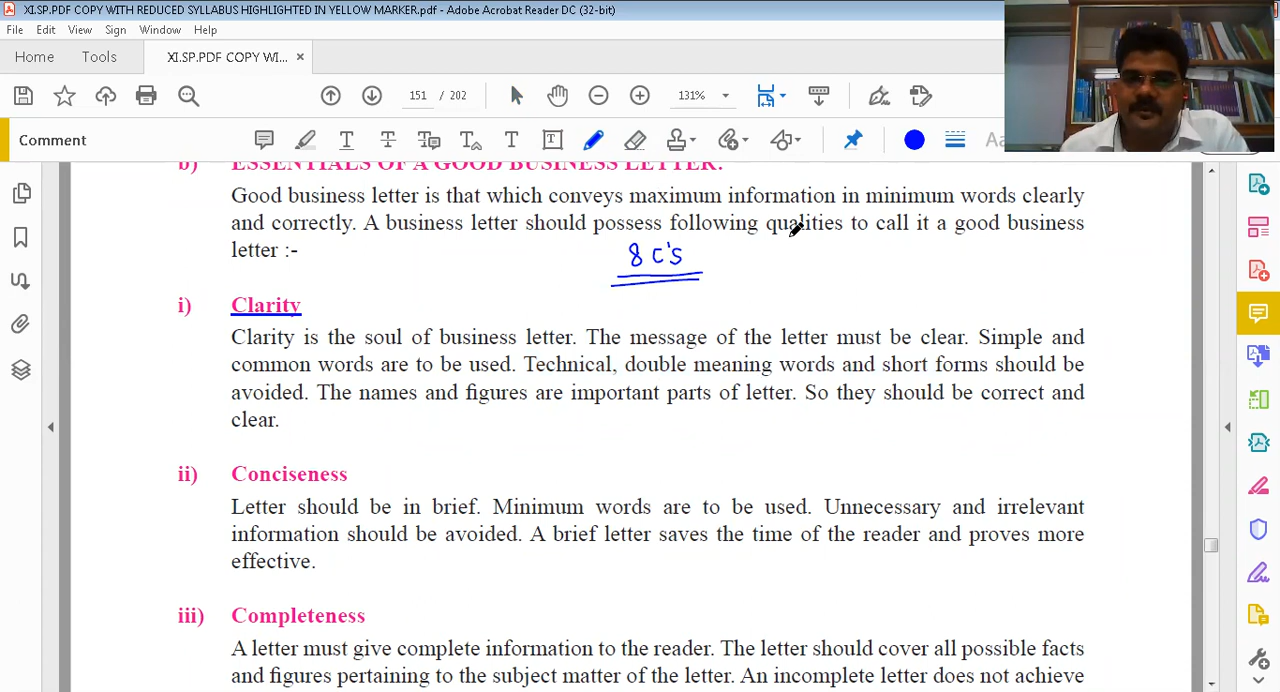 XI.SP.PDF COPY WITH REDUCED SYLLABUS HIGHLIGHTED IN YELLOW MARKER.pdf - Adobe Acrobat Reader DC (32-bit)
File Edit View Sign Window Help
Home Tools XI.SP.PDF COPY WI... ×
151 / 202 131%
Comment
b) ESSENTIALS OF A GOOD BUSINESS LETTER:
Good business letter is that which conveys maximum information in minimum words clearly
and correctly. A business letter should possess following qualities to call it a good business
letter :-
8 C's
i) Clarity
Clarity is the soul of business letter. The message of the letter must be clear. Simple and
common words are to be used. Technical, double meaning words and short forms should be
avoided. The names and figures are important parts of letter. So they should be correct and
clear.
ii) Conciseness
Letter should be in brief. Minimum words are to be used. Unnecessary and irrelevant
information should be avoided. A brief letter saves the time of the reader and proves more
effective.
iii) Completeness
A letter must give complete information to the reader. The letter should cover all possible facts
and figures pertaining to the subject matter of the letter. An incomplete letter does not achieve